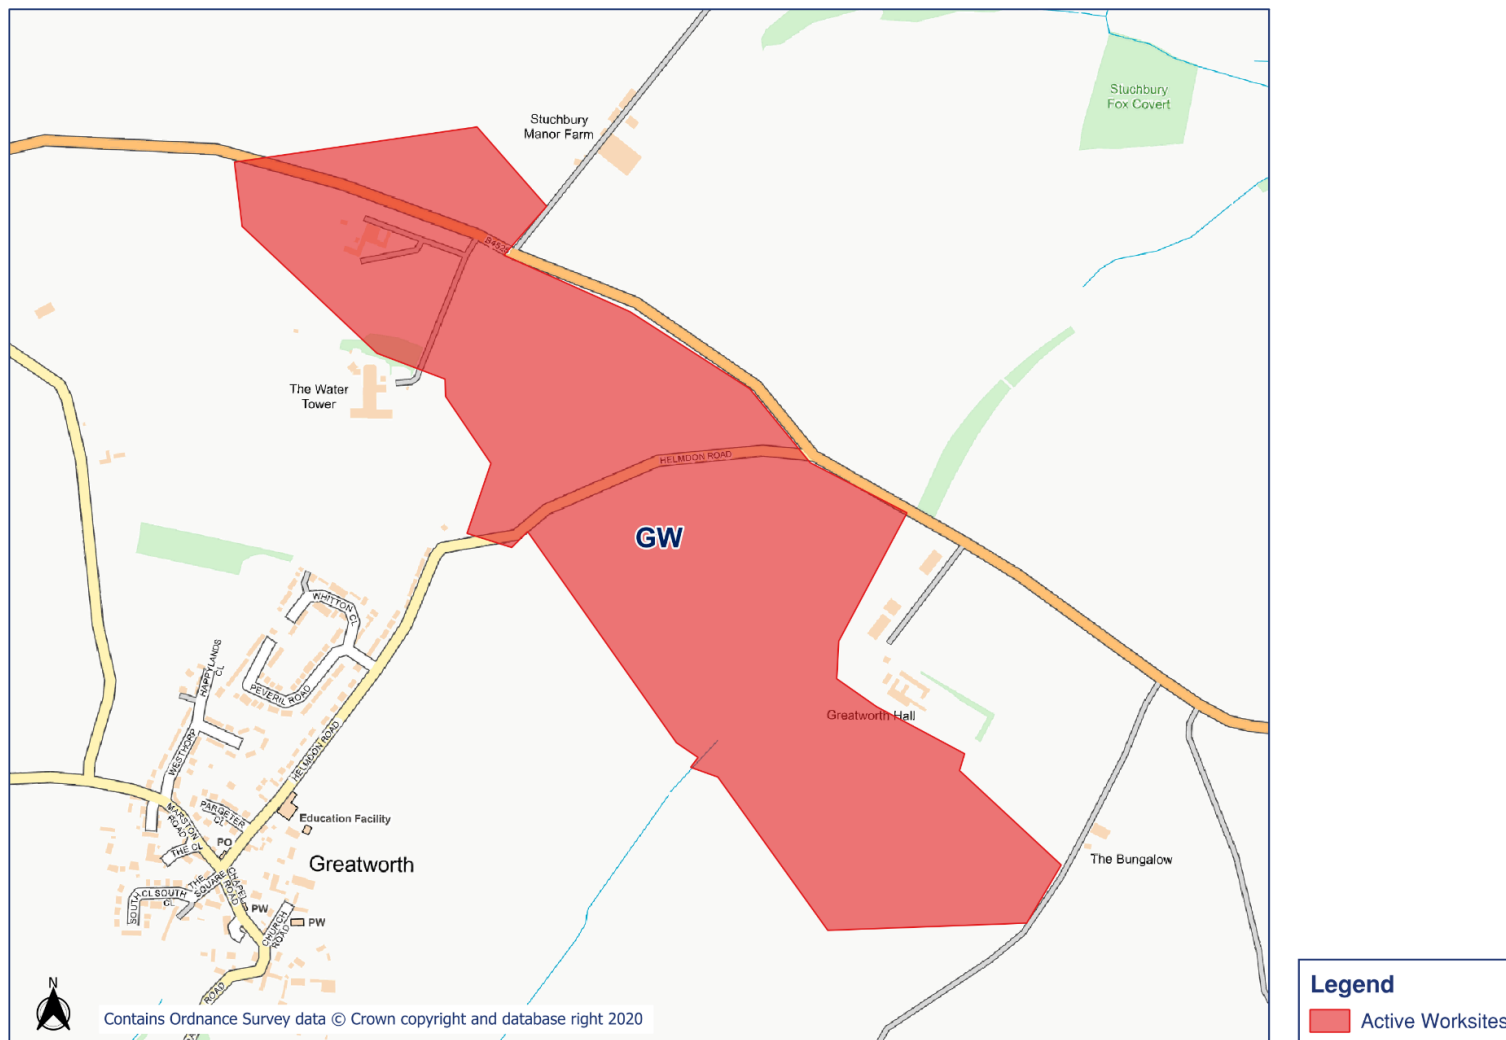 Stuchbury
Fox Covert
Stuchbury
Manor Farm
The Water
Tower
HELMDON ROAD
GW
WHITTON CL
HAPPYLANDS
CL
PEVERIL ROAD
Greatworth Hall
WESTHORP
HELMDON ROAD
MARSTON
ROAD
PARGETER
CL
Education Facility
PO
THE CL
The Bungalow
Greatworth
THE
SQUARE
CHAPEL
ROAD
SOUTH CL
SOUTH
CL
PW
CHURCH
ROAD
PW
ROAD
N
Contains Ordnance Survey data © Crown copyright and database right 2020
Legend
Active Worksites